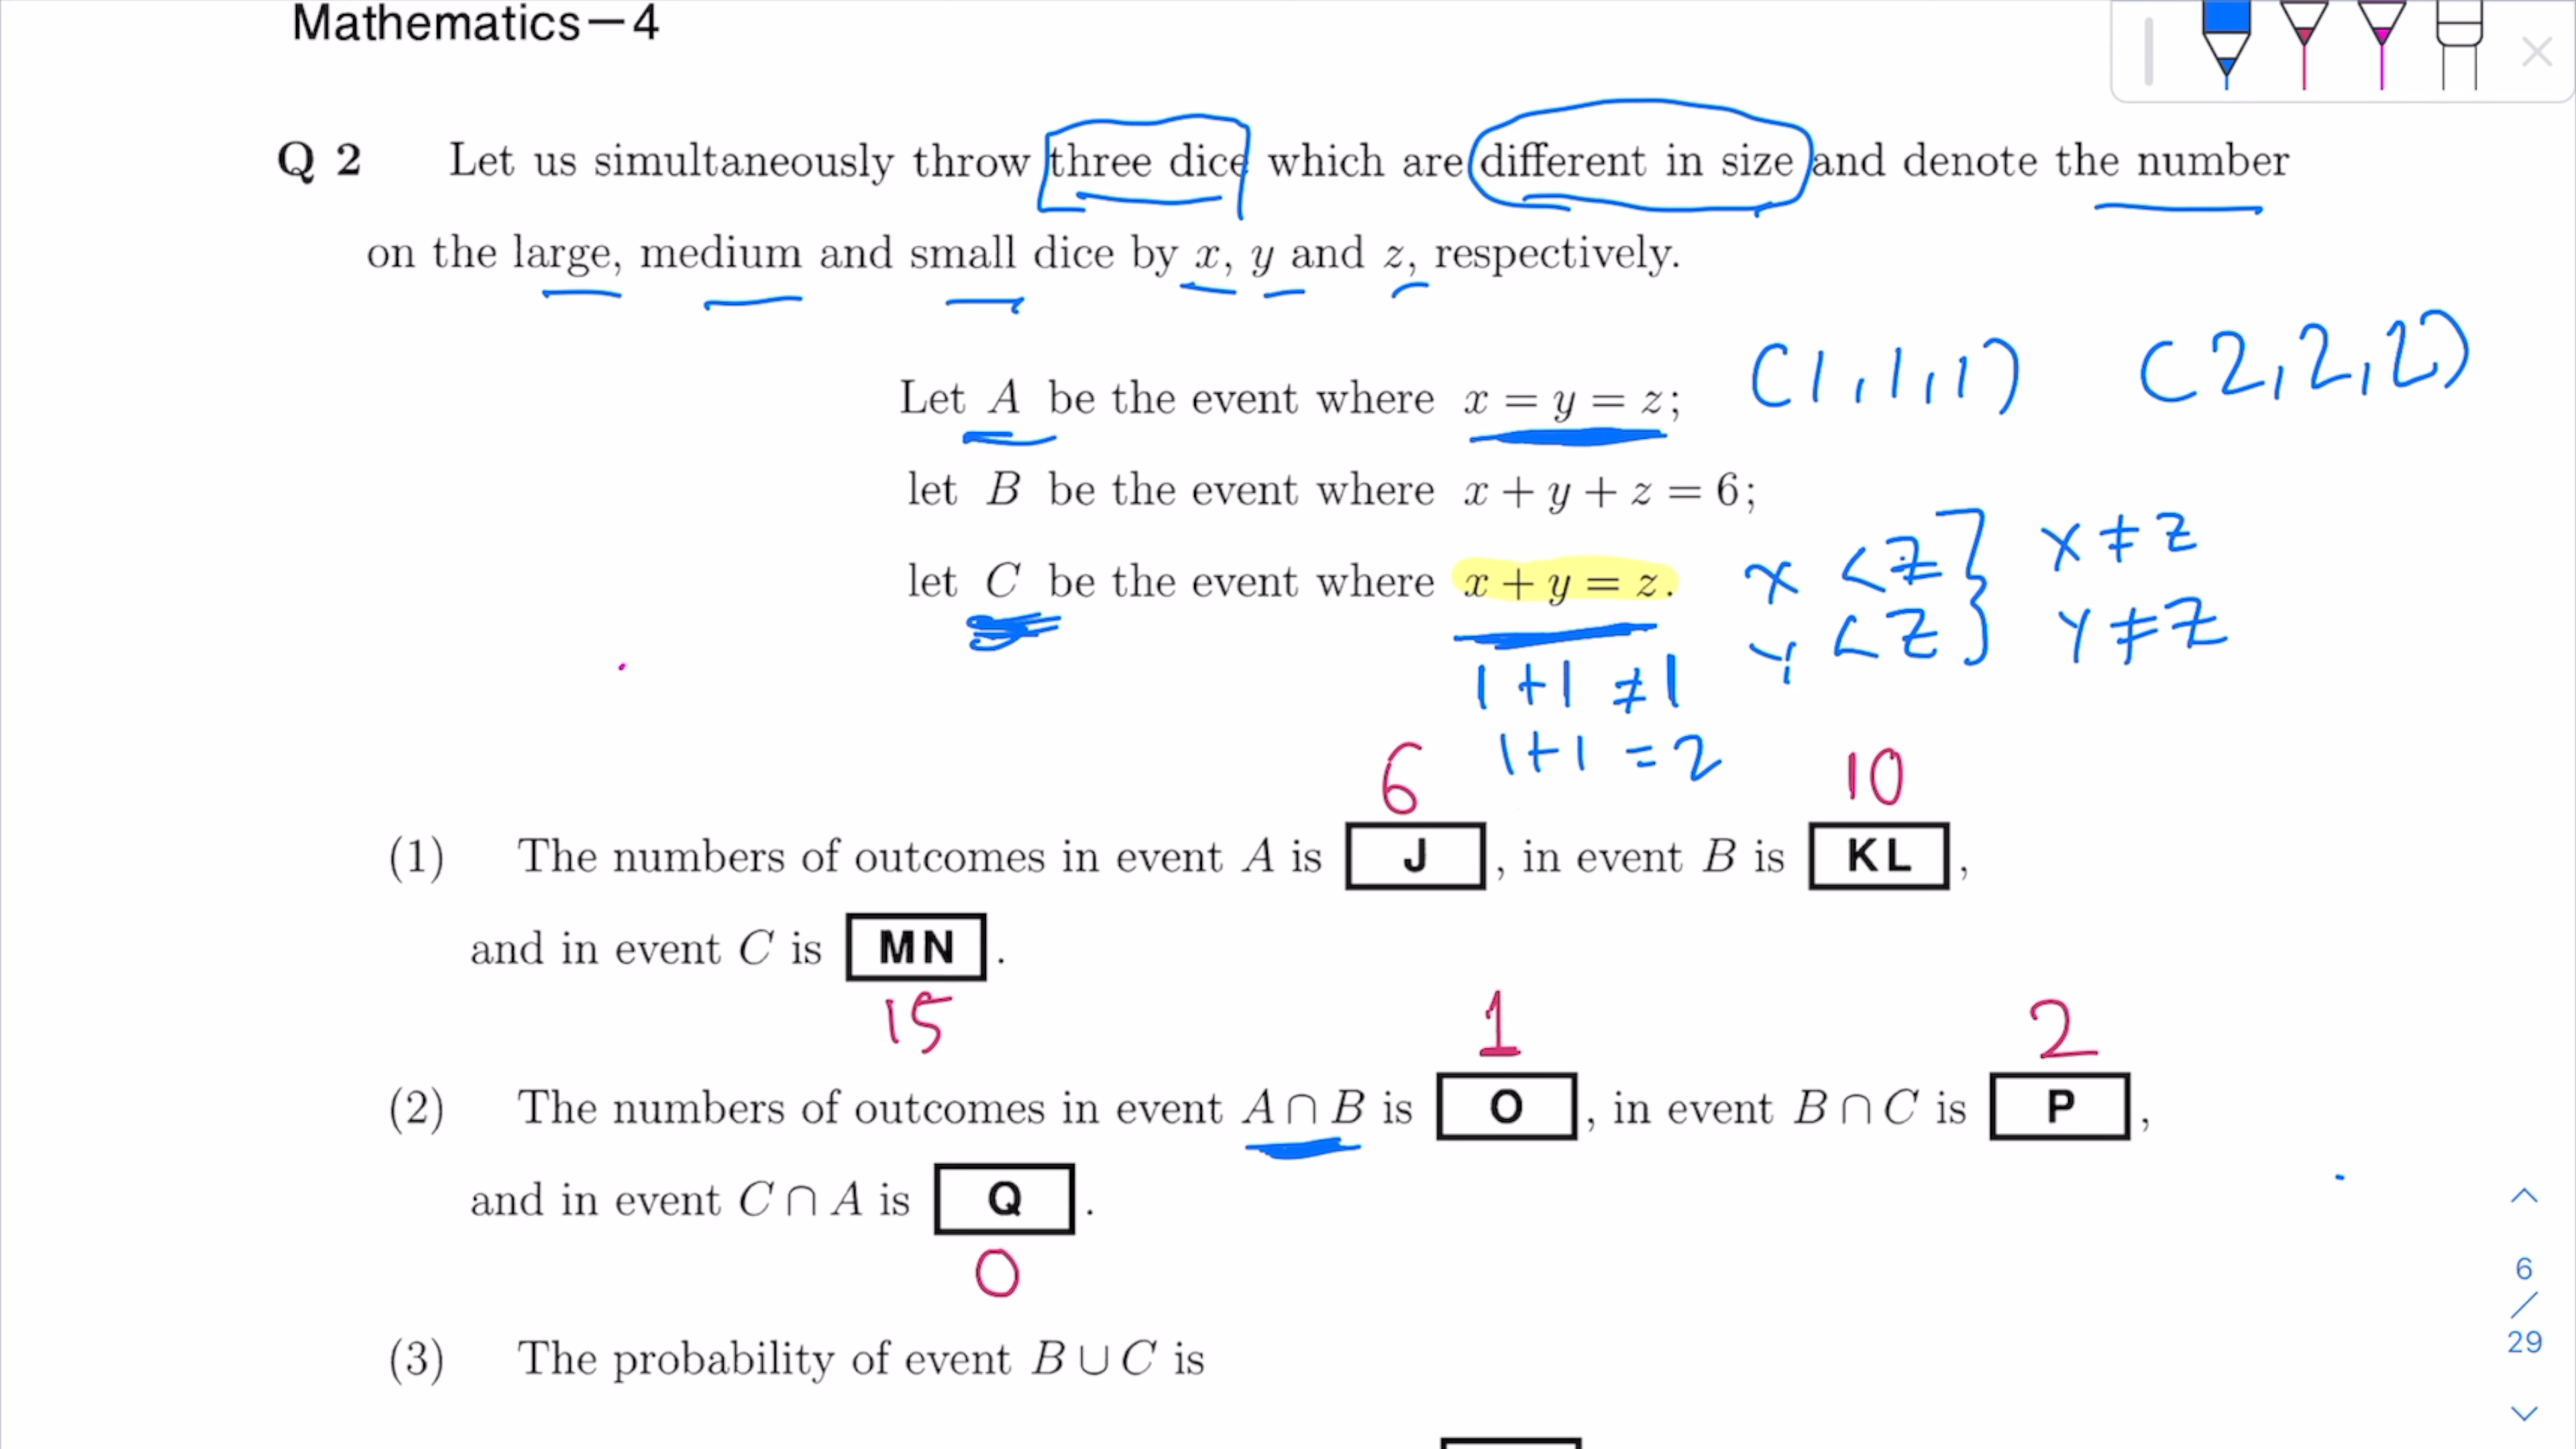 Mathematics－4
Q 2 Let us simultaneously throw three dice which are different in size and denote the number
on the large, medium and small dice by x, y and z, respectively.
Let A be the event where x = y = z; (1,1,1) (2,2,2)
let B be the event where x + y + z = 6;
let C be the event where x + y = z. x < z x ≠ z
y < z y ≠ z
1+1 ≠ 1
1+1 = 2
6 10
(1) The numbers of outcomes in event A is J , in event B is KL ,
and in event C is MN .
15 1 2
(2) The numbers of outcomes in event A ∩ B is O , in event B ∩ C is P ,
and in event C ∩ A is Q .
0
(3) The probability of event B ∪ C is
6
/
29